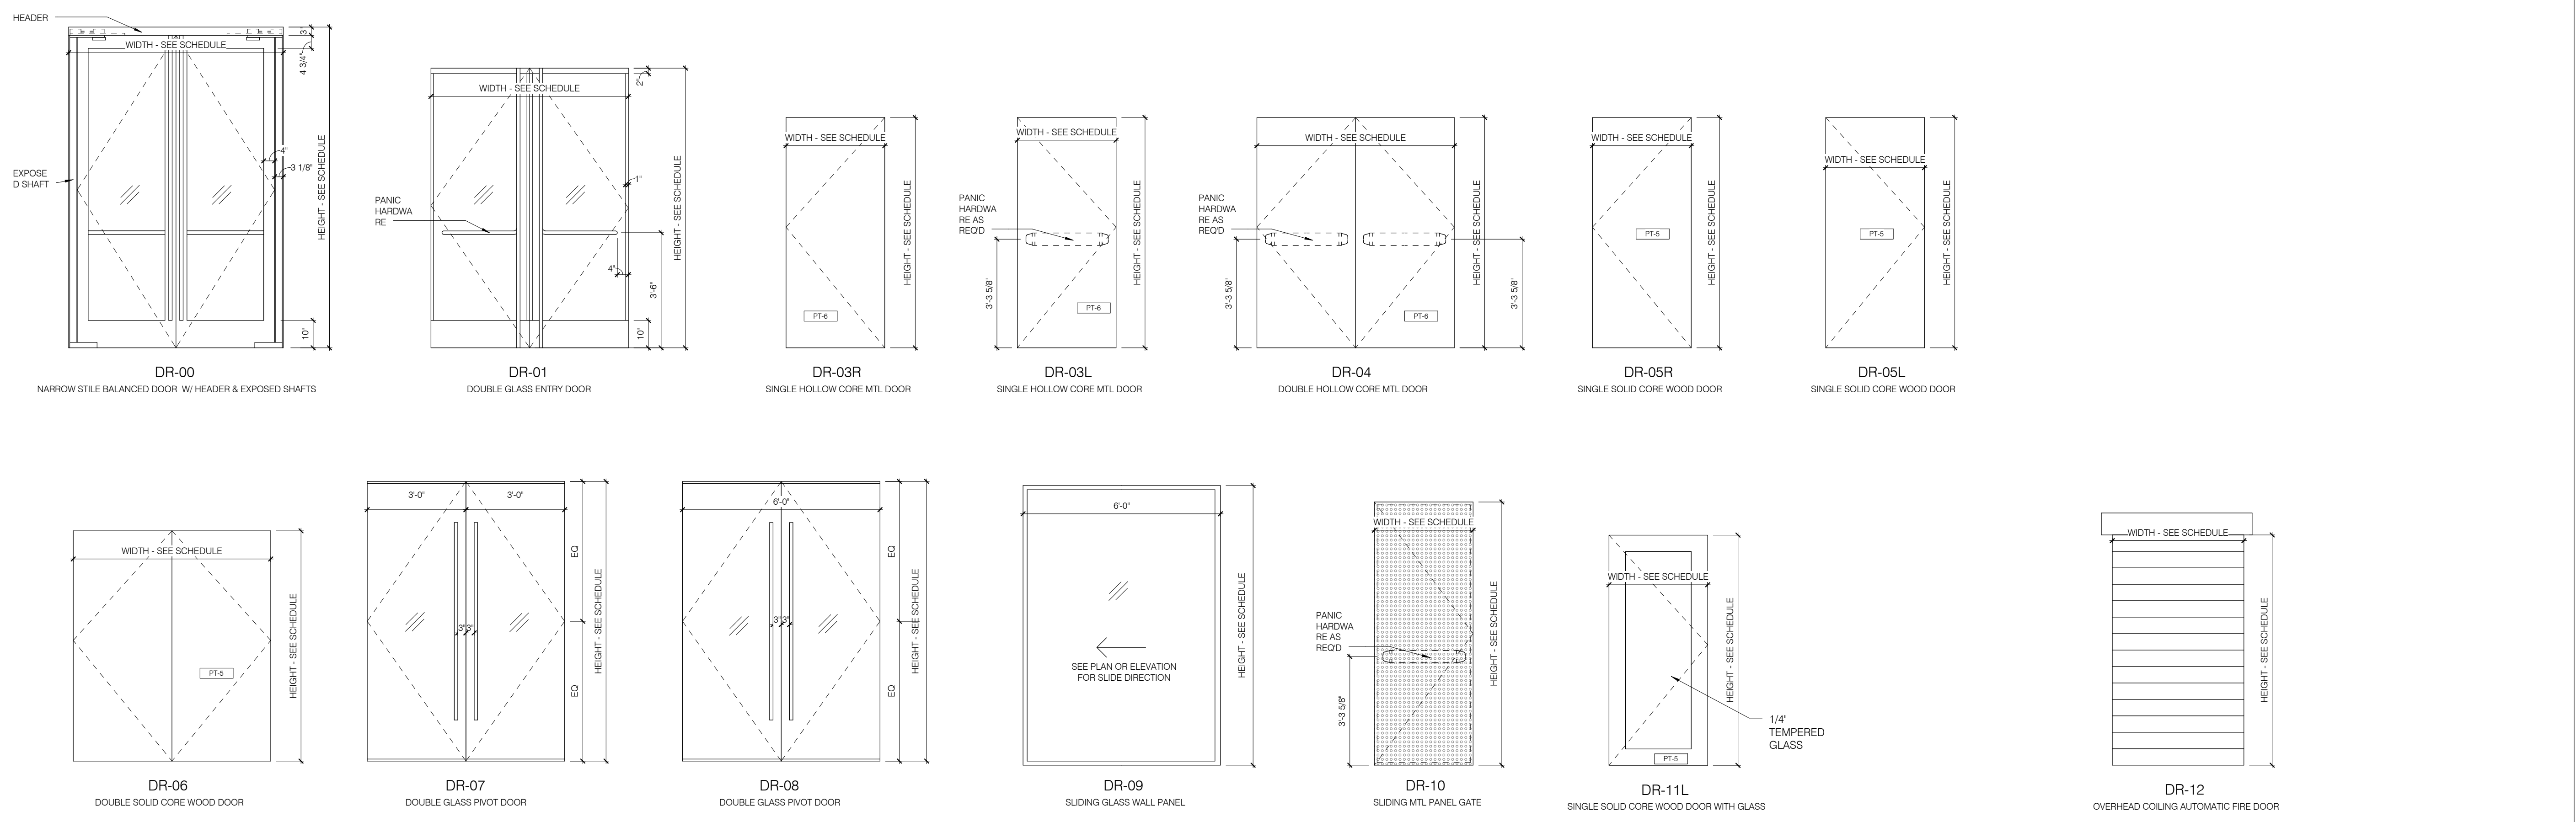 HEADER
WIDTH - SEE SCHEDULE
3"
4 3/4"
4"
3 1/8"
HEIGHT - SEE SCHEDULE
EXPOSE
D SHAFT
10"
DR-00
NARROW STILE BALANCED DOOR W/ HEADER & EXPOSED SHAFTS
WIDTH - SEE SCHEDULE
2"
1"
PANIC
HARDWA
RE
4"
3'-6"
10"
HEIGHT - SEE SCHEDULE
DR-01
DOUBLE GLASS ENTRY DOOR
WIDTH - SEE SCHEDULE
HEIGHT - SEE SCHEDULE
PT-6
DR-03R
SINGLE HOLLOW CORE MTL DOOR
WIDTH - SEE SCHEDULE
PANIC
HARDWA
RE AS
REQ'D
HEIGHT - SEE SCHEDULE
3'-3 5/8"
PT-6
DR-03L
SINGLE HOLLOW CORE MTL DOOR
WIDTH - SEE SCHEDULE
PANIC
HARDWA
RE AS
REQ'D
HEIGHT - SEE SCHEDULE
3'-3 5/8"
3'-3 5/8"
PT-6
DR-04
DOUBLE HOLLOW CORE MTL DOOR
WIDTH - SEE SCHEDULE
HEIGHT - SEE SCHEDULE
PT-5
DR-05R
SINGLE SOLID CORE WOOD DOOR
WIDTH - SEE SCHEDULE
HEIGHT - SEE SCHEDULE
PT-5
DR-05L
SINGLE SOLID CORE WOOD DOOR
WIDTH - SEE SCHEDULE
HEIGHT - SEE SCHEDULE
PT-5
DR-06
DOUBLE SOLID CORE WOOD DOOR
3'-0"
3'-0"
EQ
3"
3"
EQ
HEIGHT - SEE SCHEDULE
DR-07
DOUBLE GLASS PIVOT DOOR
6'-0"
EQ
3"
3"
EQ
HEIGHT - SEE SCHEDULE
DR-08
DOUBLE GLASS PIVOT DOOR
6'-0"
HEIGHT - SEE SCHEDULE
SEE PLAN OR ELEVATION
FOR SLIDE DIRECTION
DR-09
SLIDING GLASS WALL PANEL
WIDTH - SEE SCHEDULE
PANIC
HARDWA
RE AS
REQ'D
HEIGHT - SEE SCHEDULE
3'-3 5/8"
DR-10
SLIDING MTL PANEL GATE
WIDTH - SEE SCHEDULE
HEIGHT - SEE SCHEDULE
1/4"
TEMPERED
GLASS
PT-5
DR-11L
SINGLE SOLID CORE WOOD DOOR WITH GLASS
WIDTH - SEE SCHEDULE
HEIGHT - SEE SCHEDULE
DR-12
OVERHEAD COILING AUTOMATIC FIRE DOOR